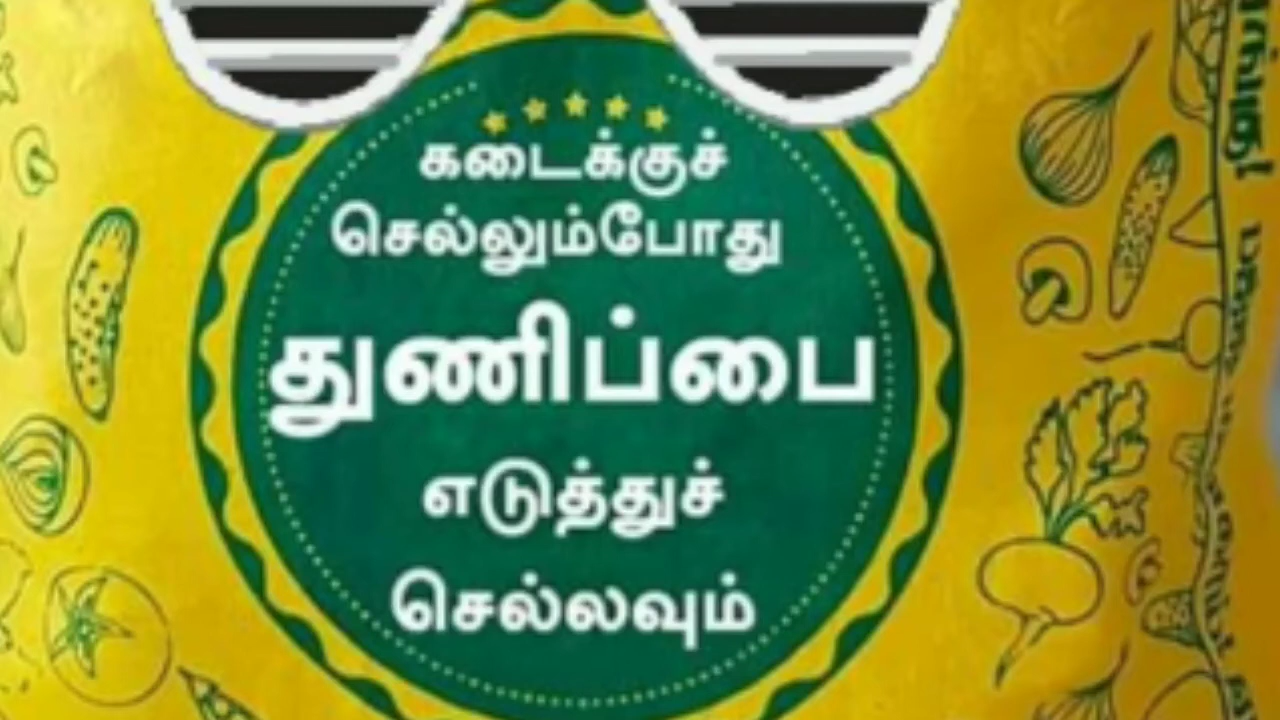 கடைக்குச்
செல்லும்போது
துணிப்பை
எடுத்துச்
செல்லவும்